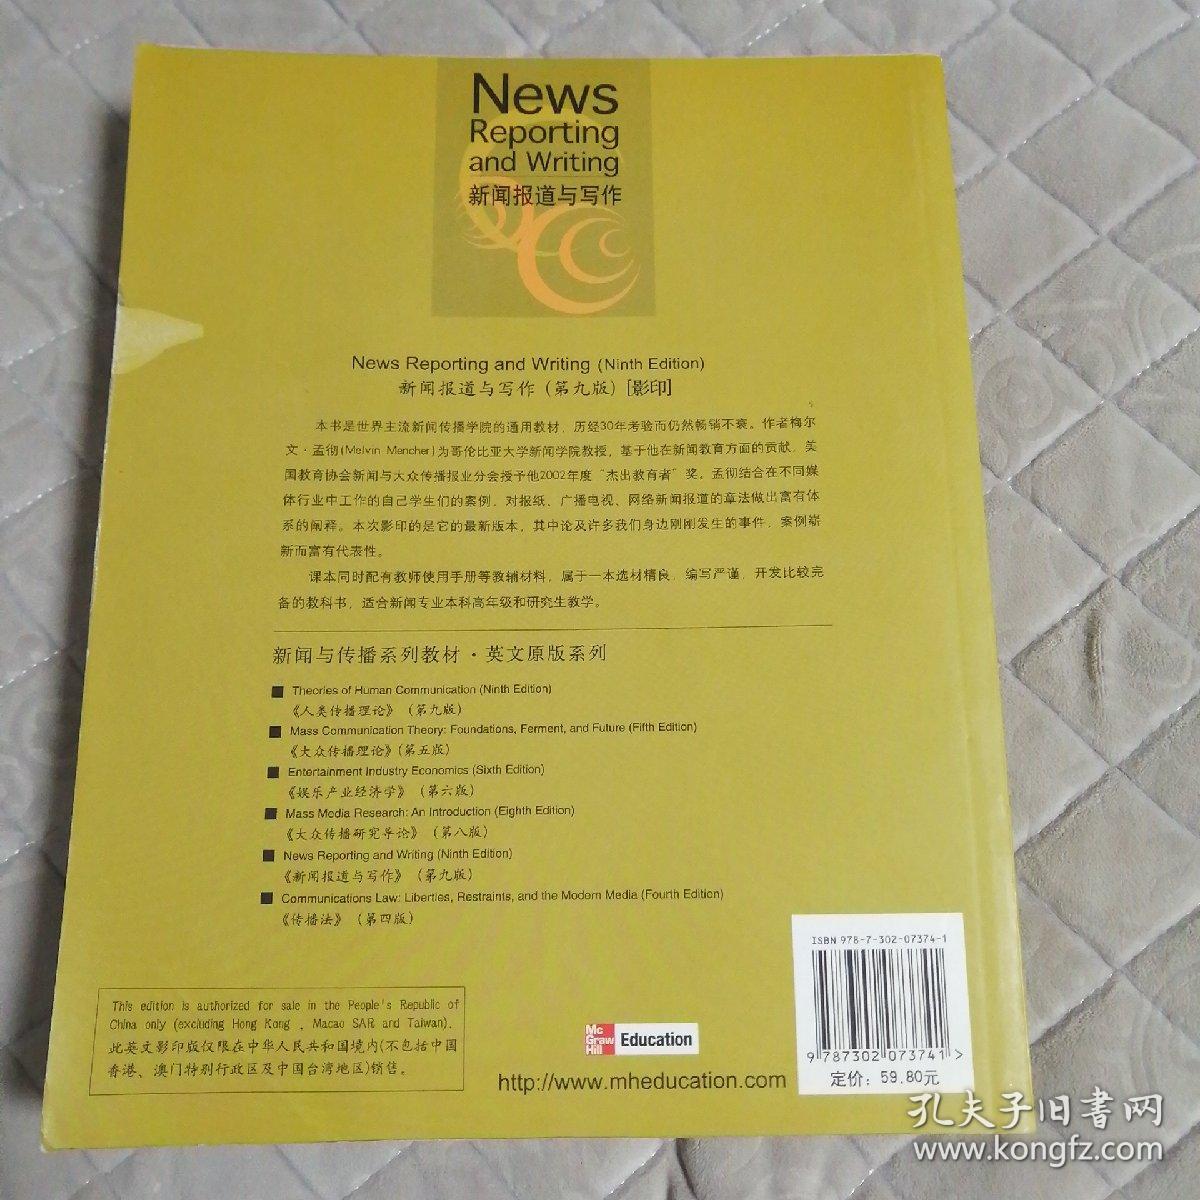 News
Reporting
and Writing
新闻报道与写作
News Reporting and Writing (Ninth Edition)
新闻报道与写作（第九版）[影印]
本书是世界主流新闻传播学院的通用教材，历经30年考验而仍然畅销不衰。作者梅尔
文·孟彻(Melvin Mencher)为哥伦比亚大学新闻学院教授，基于他在新闻教育方面的贡献，美
国教育协会新闻与大众传播报业分会授予他2002年度“杰出教育者”奖。孟彻结合在不同媒
体行业中工作的自己学生们的案例，对报纸、广播电视、网络新闻报道的章法做出富有体
系的阐释。本次影印的是它的最新版本，其中论及许多我们身边刚刚发生的事件，案例崭
新而富有代表性。
课本同时配有教师使用手册等教辅材料，属于一本选材精良，编写严谨，开发比较完
备的教科书，适合新闻专业本科高年级和研究生教学。
新闻与传播系列教材·英文原版系列
■ Theories of Human Communication (Ninth Edition)
《人类传播理论》（第九版）
■ Mass Communication Theory: Foundations, Ferment, and Future (Fifth Edition)
《大众传播理论》（第五版）
■ Entertainment Industry Economics (Sixth Edition)
《娱乐产业经济学》（第六版）
■ Mass Media Research: An Introduction (Eighth Edition)
《大众传播研究导论》（第八版）
■ News Reporting and Writing (Ninth Edition)
《新闻报道与写作》（第九版）
■ Communications Law: Liberties, Restraints, and the Modern Media (Fourth Edition)
《传播法》（第四版）
This edition is authorized for sale in the People's Republic of
China only (excluding Hong Kong , Macao SAR and Taiwan).
此英文影印版仅限在中华人民共和国境内(不包括中国
香港、澳门特别行政区及中国台湾地区)销售。
Mc
Graw
Hill
Education
http://www.mheducation.com
ISBN 978-7-302-07374-1
9 787302 073741 >
定价：59.80元
孔夫子旧书网
www.kongfz.com